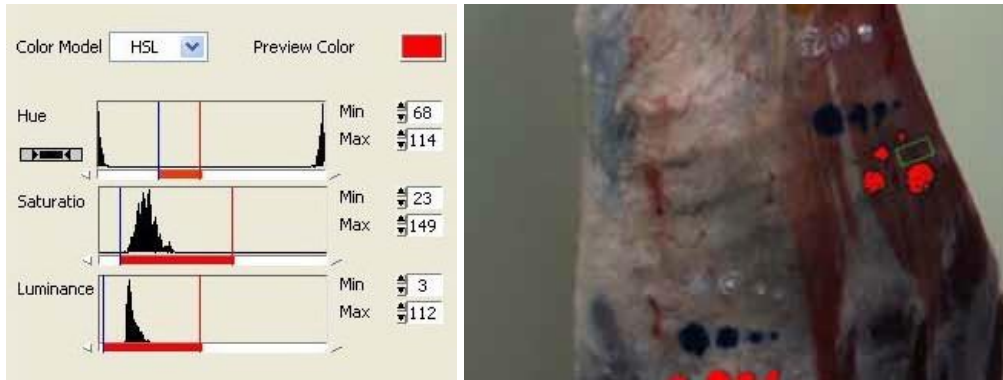 Color Model HSL Preview Color
Hue Min 68
Max 114
Saturatio Min 23
Max 149
Luminance Min 3
Max 112